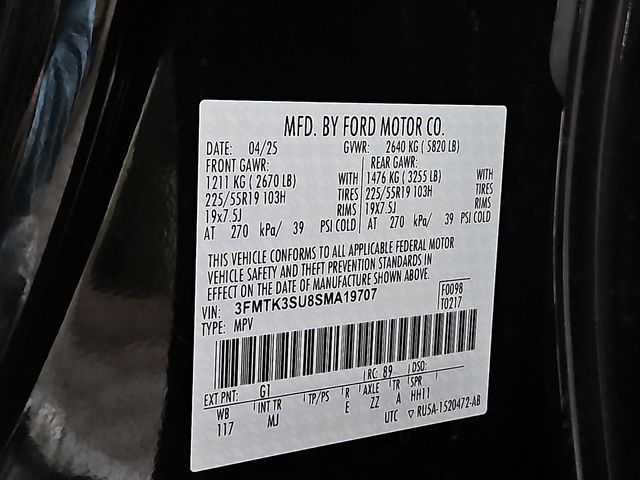 MFD. BY FORD MOTOR CO.
DATE: 04/25 GVWR: 2640 KG ( 5820 LB)
FRONT GAWR: REAR GAWR:
1211 KG ( 2670 LB) WITH 1476 KG ( 3255 LB) WITH
225/55R19 103H TIRES 225/55R19 103H TIRES
19x7.5J RIMS 19X7.5J RIMS
AT 270 kPa/ 39 PSI COLD AT 270 kPa/ 39 PSI COLD
THIS VEHICLE CONFORMS TO ALL APPLICABLE FEDERAL MOTOR
VEHICLE SAFETY AND THEFT PREVENTION STANDARDS IN
EFFECT ON THE DATE OF MANUFACTURE SHOWN ABOVE.
VIN: 3FMTK3SU8SMA19707 F0098
TYPE: MPV T0217
EXT PNT: G1 RC: 89 DSO:
WB INT TR TP/PS R AXLE TR SPR
117 MJ E ZZ A HH11
UTC ▽ RU5A-1520472-AB